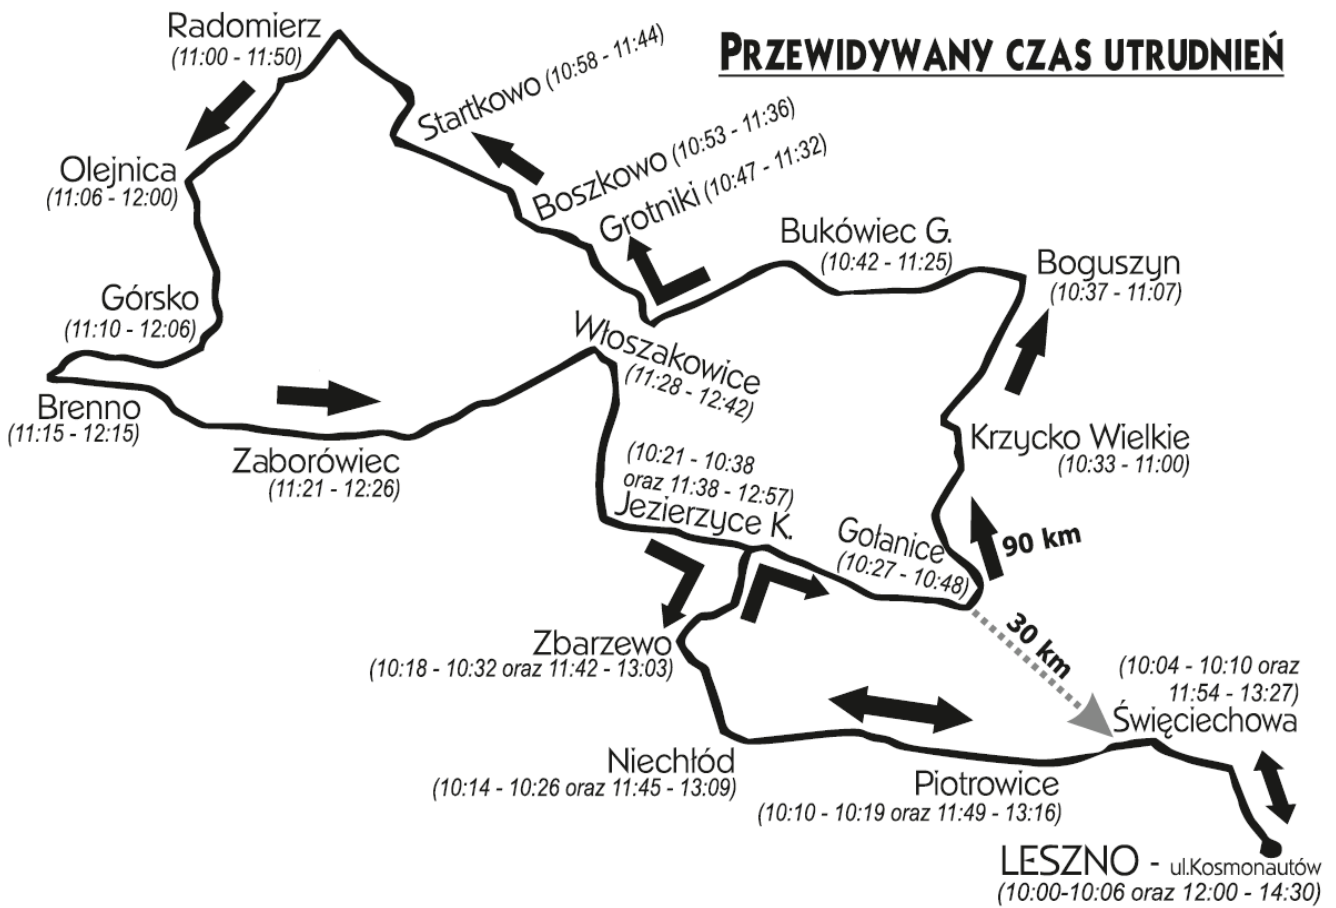 PRZEWIDYWANY CZAS UTRUDNIEŃ
Radomierz
(11:00 - 11:50)
Startkowo (10:58 - 11:44)
Boszkowo (10:53 - 11:36)
Grotniki (10:47 - 11:32)
Olejnica
(11:06 - 12:00)
Bukówiec G.
(10:42 - 11:25)
Boguszyn
(10:37 - 11:07)
Górsko
(11:10 - 12:06)
Włoszakowice
(11:28 - 12:42)
Brenno
(11:15 - 12:15)
Zaborówiec
(11:21 - 12:26)
Krzycko Wielkie
(10:33 - 11:00)
(10:21 - 10:38
oraz 11:38 - 12:57)
Jezierzyce K.
Gołanice
(10:27 - 10:48)
90 km
30 km
Zbarzewo
(10:18 - 10:32 oraz 11:42 - 13:03)
(10:04 - 10:10 oraz
11:54 - 13:27)
Święciechowa
Niechłód
(10:14 - 10:26 oraz 11:45 - 13:09)
Piotrowice
(10:10 - 10:19 oraz 11:49 - 13:16)
LESZNO - ul.Kosmonautów
(10:00-10:06 oraz 12:00 - 14:30)